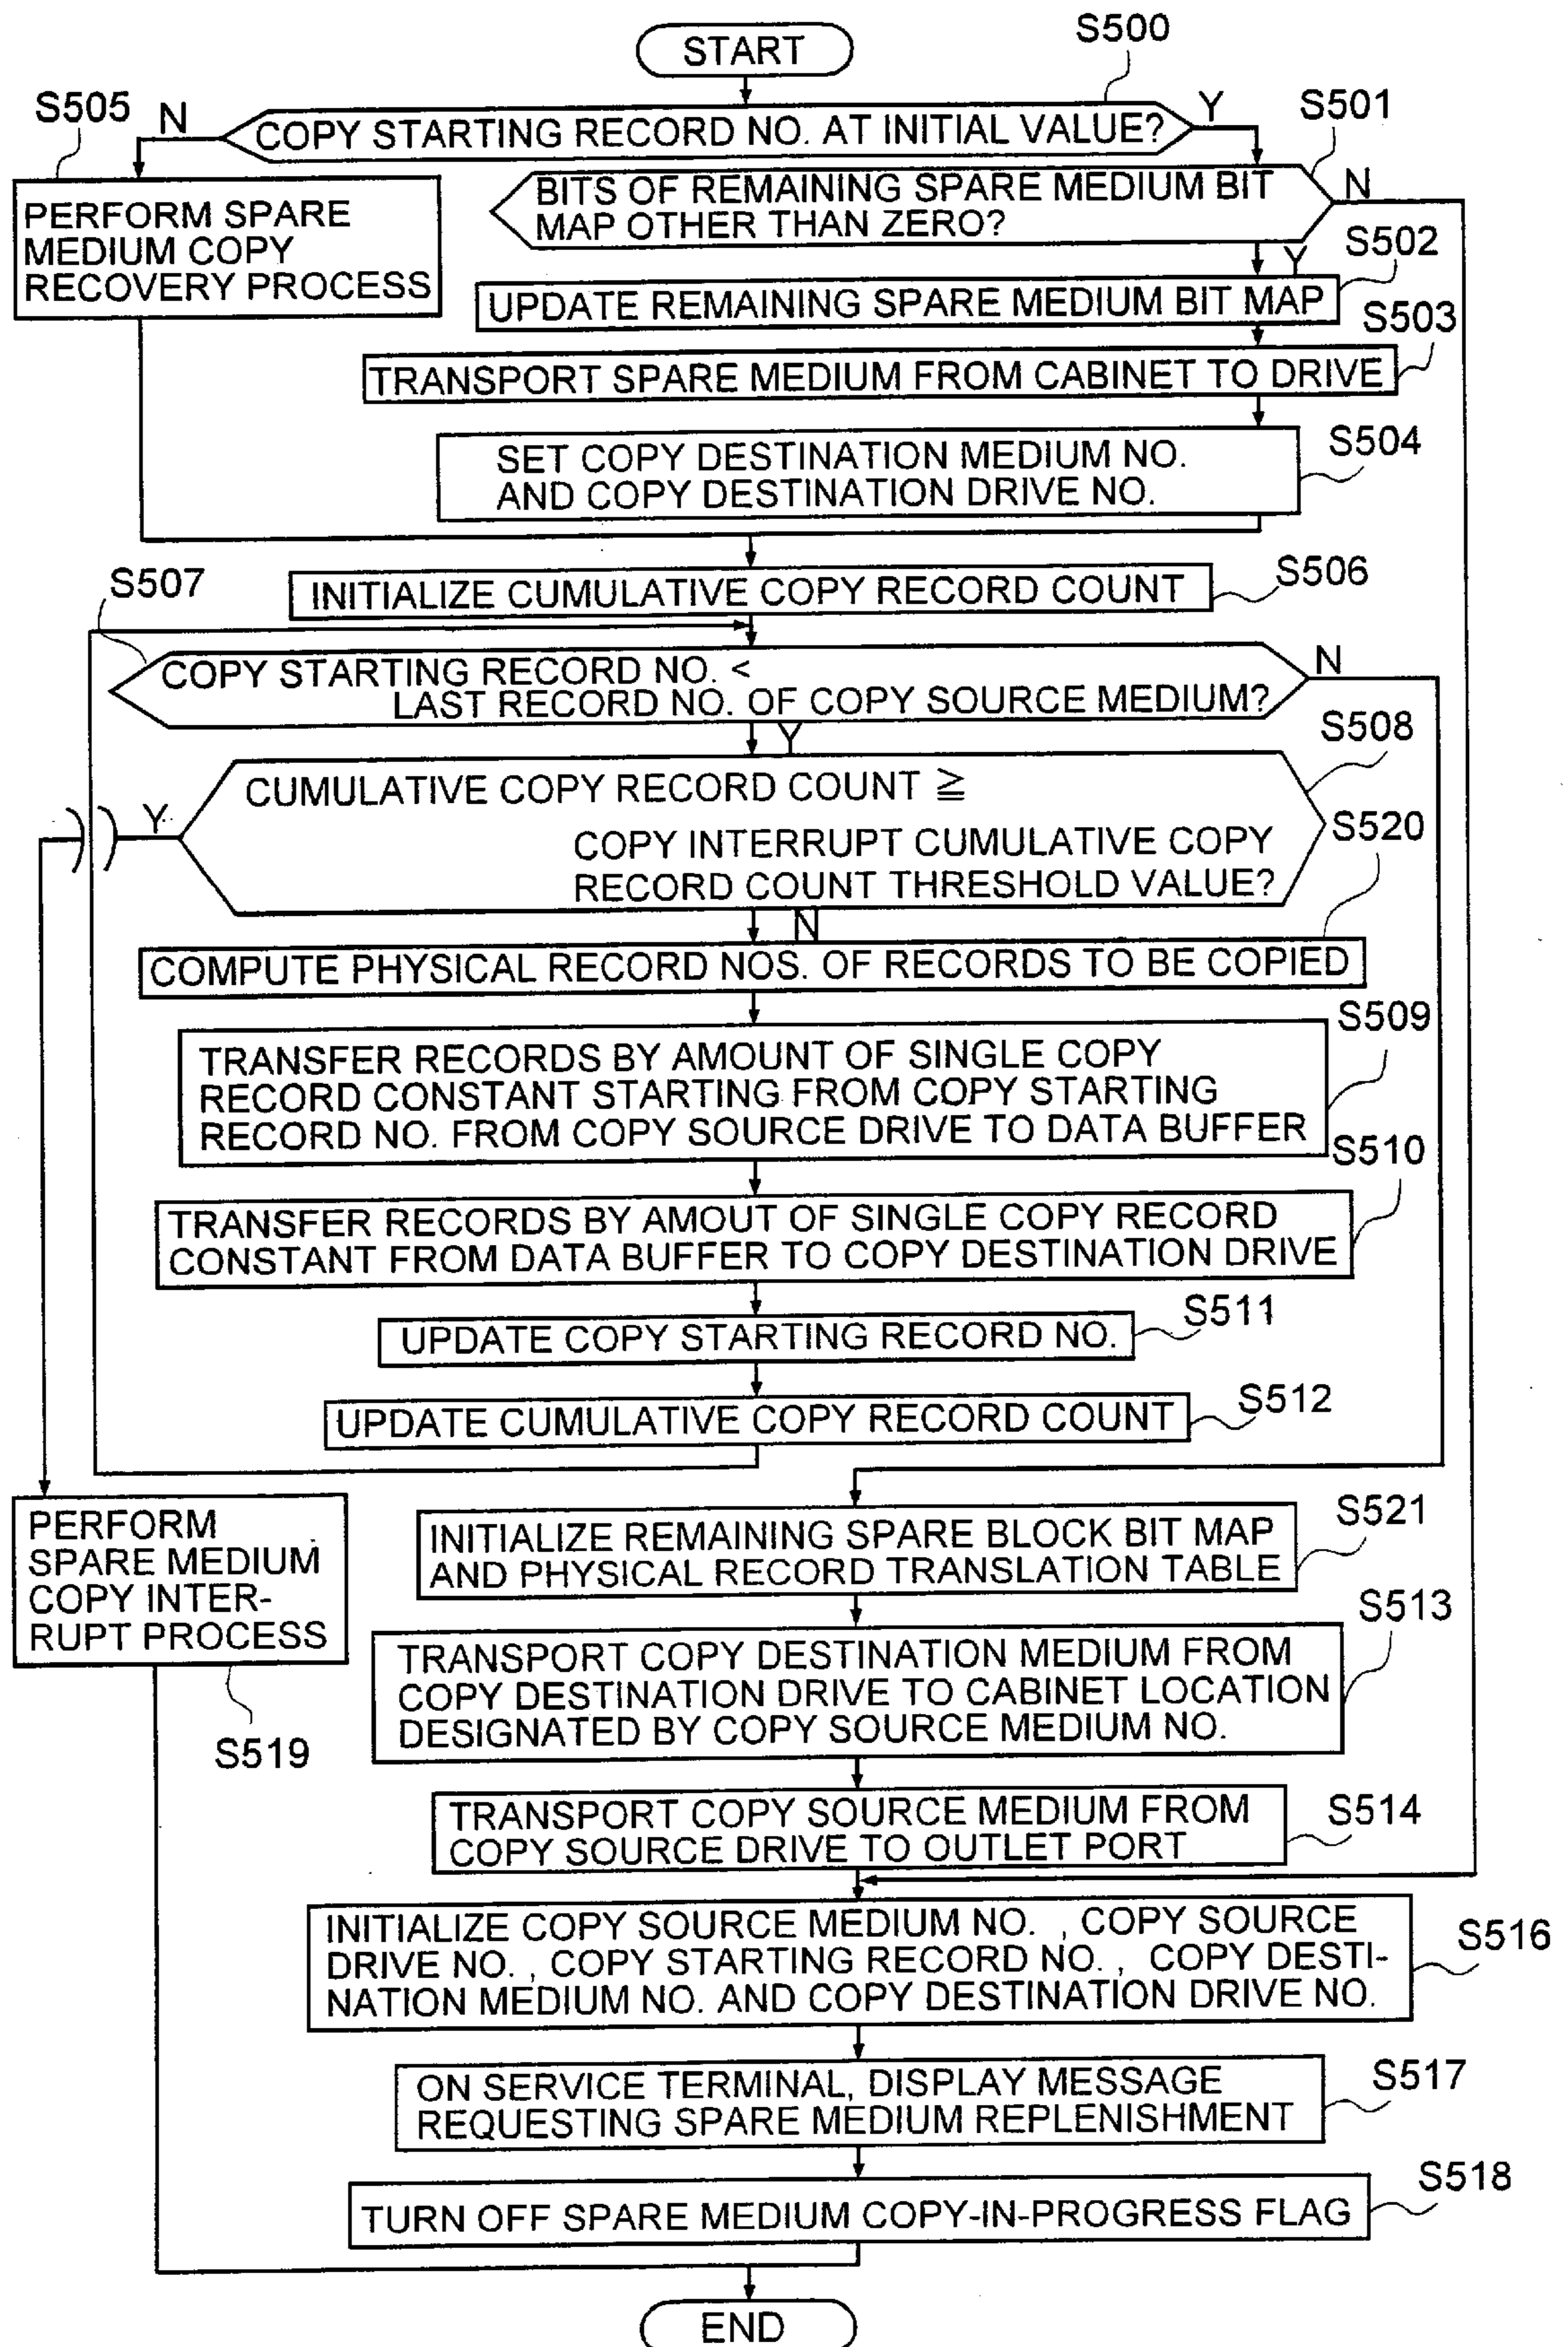 START
S500
S505
N
COPY STARTING RECORD NO. AT INITIAL VALUE?
Y
S501
PERFORM SPARE
MEDIUM COPY
RECOVERY PROCESS
BITS OF REMAINING SPARE MEDIUM BIT
MAP OTHER THAN ZERO?
N
Y
S502
UPDATE REMAINING SPARE MEDIUM BIT MAP
S503
TRANSPORT SPARE MEDIUM FROM CABINET TO DRIVE
S504
SET COPY DESTINATION MEDIUM NO.
AND COPY DESTINATION DRIVE NO.
S506
INITIALIZE CUMULATIVE COPY RECORD COUNT
S507
COPY STARTING RECORD NO. <
LAST RECORD NO. OF COPY SOURCE MEDIUM?
N
Y
S508
CUMULATIVE COPY RECORD COUNT ≧
COPY INTERRUPT CUMULATIVE COPY
RECORD COUNT THRESHOLD VALUE?
Y
N
S520
COMPUTE PHYSICAL RECORD NOS. OF RECORDS TO BE COPIED
S509
TRANSFER RECORDS BY AMOUNT OF SINGLE COPY
RECORD CONSTANT STARTING FROM COPY STARTING
RECORD NO. FROM COPY SOURCE DRIVE TO DATA BUFFER
S510
TRANSFER RECORDS BY AMOUT OF SINGLE COPY RECORD
CONSTANT FROM DATA BUFFER TO COPY DESTINATION DRIVE
S511
UPDATE COPY STARTING RECORD NO.
S512
UPDATE CUMULATIVE COPY RECORD COUNT
PERFORM
SPARE MEDIUM
COPY INTER-
RUPT PROCESS
S519
S521
INITIALIZE REMAINING SPARE BLOCK BIT MAP
AND PHYSICAL RECORD TRANSLATION TABLE
S513
TRANSPORT COPY DESTINATION MEDIUM FROM
COPY DESTINATION DRIVE TO CABINET LOCATION
DESIGNATED BY COPY SOURCE MEDIUM NO.
S514
TRANSPORT COPY SOURCE MEDIUM FROM
COPY SOURCE DRIVE TO OUTLET PORT
S516
INITIALIZE COPY SOURCE MEDIUM NO. , COPY SOURCE
DRIVE NO. , COPY STARTING RECORD NO. , COPY DESTI-
NATION MEDIUM NO. AND COPY DESTINATION DRIVE NO.
S517
ON SERVICE TERMINAL, DISPLAY MESSAGE
REQUESTING SPARE MEDIUM REPLENISHMENT
S518
TURN OFF SPARE MEDIUM COPY-IN-PROGRESS FLAG
END